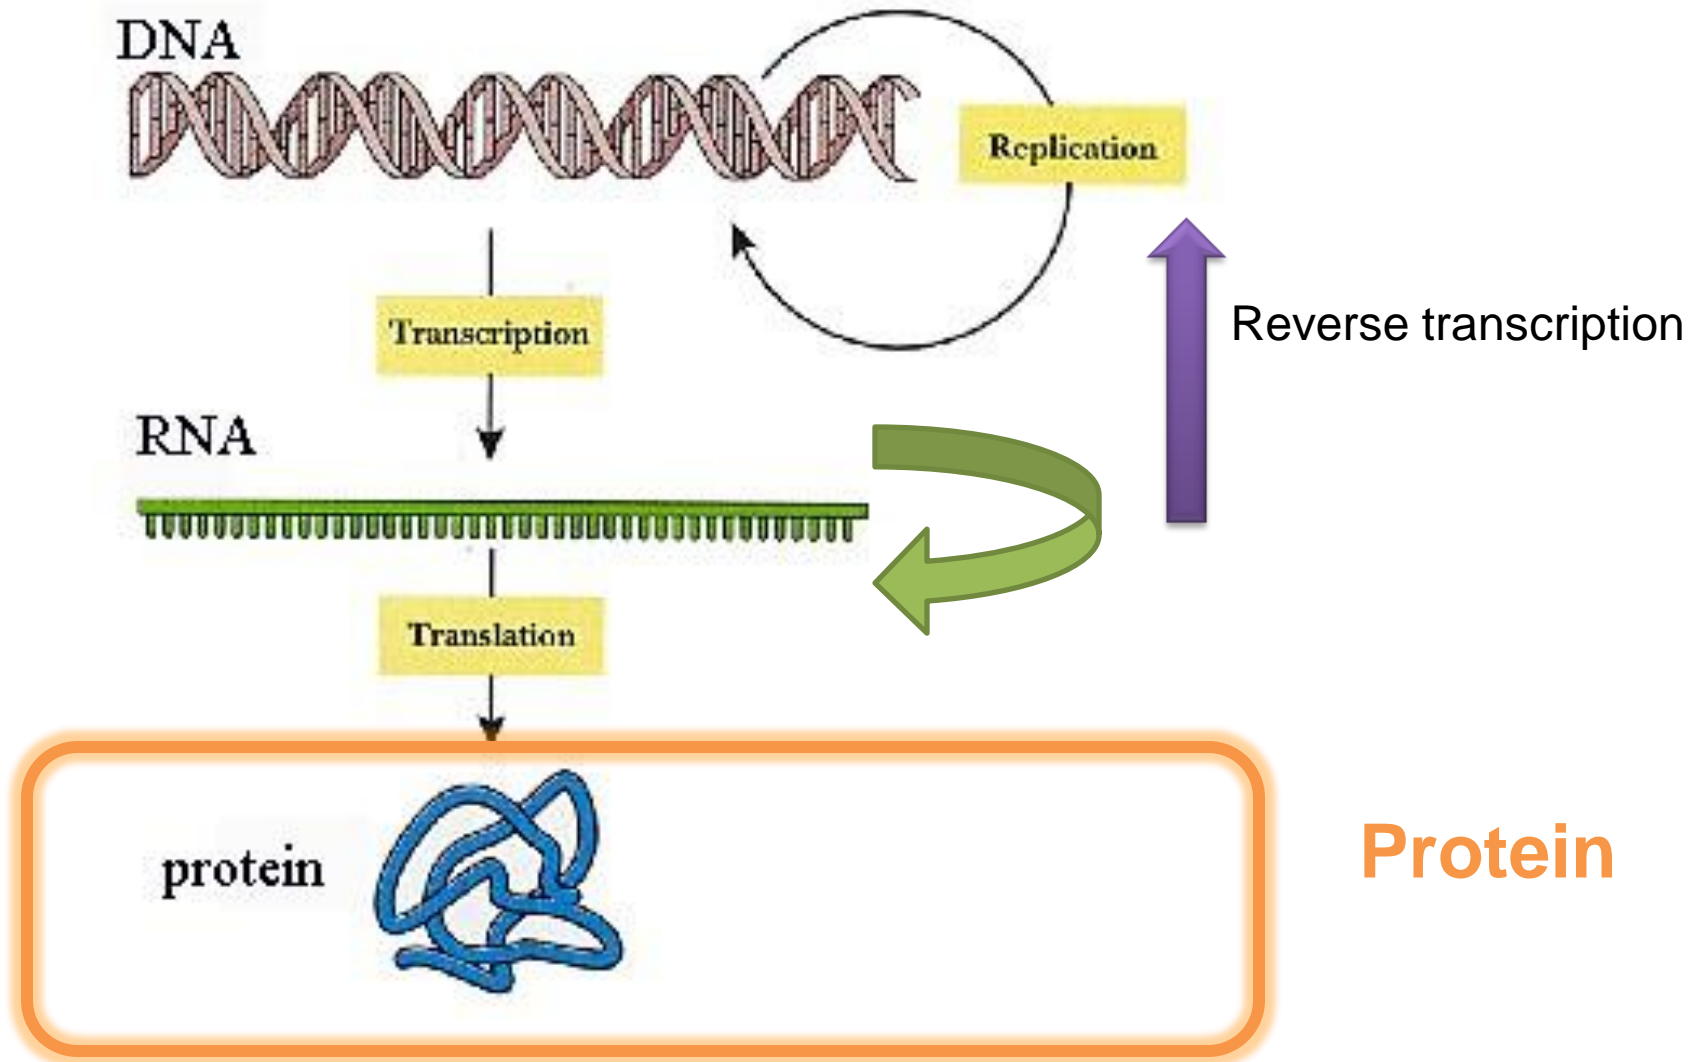 DNA
Replication
Reverse transcription
Transcription
RNA
Translation
protein
Protein